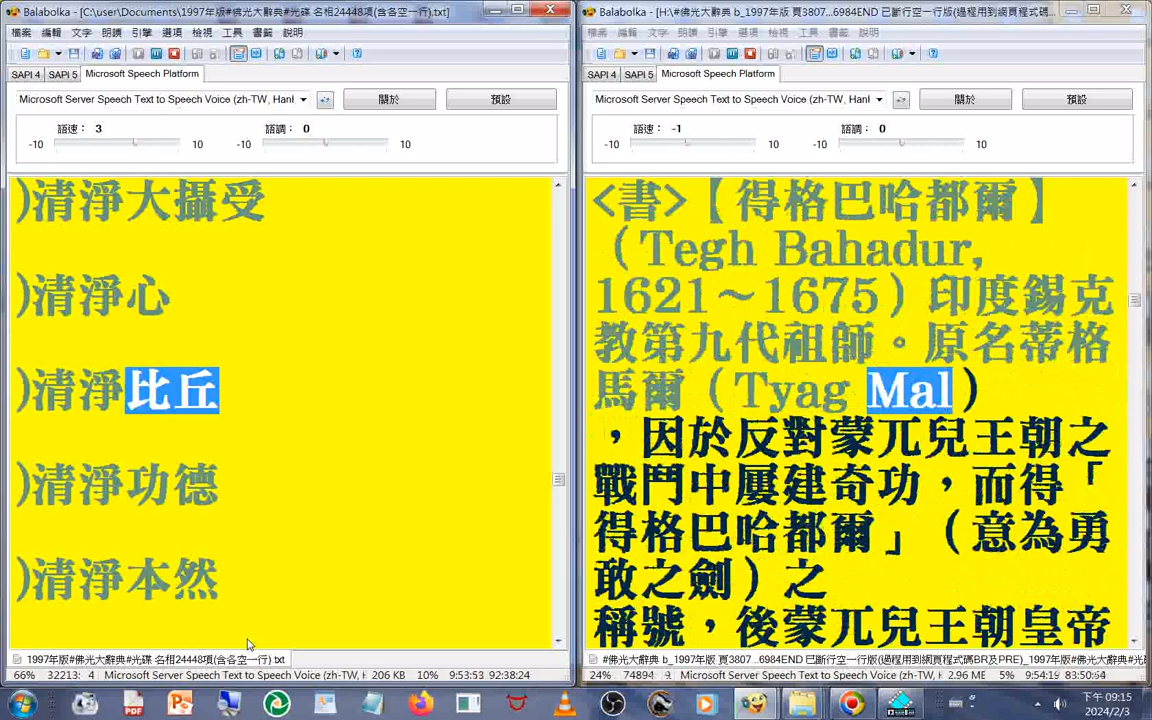 Balabolka - [C:\user\Documents\1997年版#佛光大辭典#光碟 名相24448項(含各空一行).txt]
檔案 編輯 文字 朗讀 引擎 選項 檢視 工具 書籤 說明
SAPI 4 SAPI 5 Microsoft Speech Platform
Microsoft Server Speech Text to Speech Voice (zh-TW, Hanl
關於 預設
語速： 3 語調： 0
-10 10 -10 10
)清淨大攝受
)清淨心
)清淨比丘
)清淨功德
)清淨本然
1997年版#佛光大辭典#光碟 名相24448項(含各空一行).txt
66% 32213: 4 Microsoft Server Speech Text to Speech Voice (zh-TW, H 206 KB 10% 9:53:53 92:38:24
Balabolka - [H:\#佛光大辭典 b_1997年版 頁3807...6984END 已斷行空一行版(過程用到網頁程式碼
檔案 編輯 文字 朗讀 引擎 選項 檢視 工具 書籤 說明
SAPI 4 SAPI 5 Microsoft Speech Platform
Microsoft Server Speech Text to Speech Voice (zh-TW, Hanl
關於 預設
語速： -1 語調： 0
-10 10 -10 10
<書>【得格巴哈都爾】
（Tegh Bahadur,
1621～1675）印度錫克
教第九代祖師。原名蒂格
馬爾（Tyag Mal）
，因於反對蒙兀兒王朝之
戰鬥中屢建奇功，而得「
得格巴哈都爾」（意為勇
敢之劍）之
稱號，後蒙兀兒王朝皇帝
#佛光大辭典 b_1997年版 頁3807...6984END 已斷行空一行版(過程用到網頁程式碼BR及PRE)_1997年版#光
24% 74894 Microsoft Server Speech Text to Speech Voice (zh-TW, H 2.96 MB 5% 9:54:19 83:50:54
下午 09:15
2024/2/3